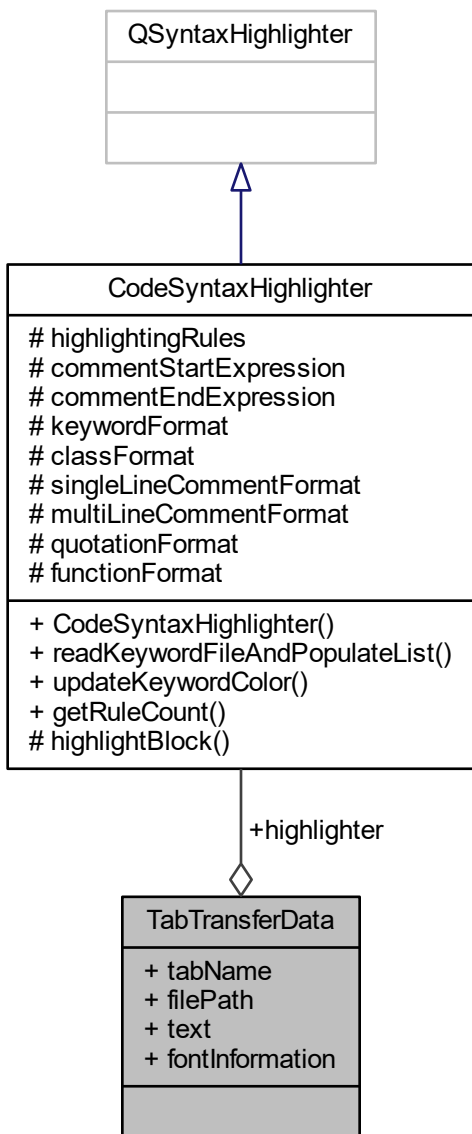 QSyntaxHighlighter
CodeSyntaxHighlighter
# highlightingRules
# commentStartExpression
# commentEndExpression
# keywordFormat
# classFormat
# singleLineCommentFormat
# multiLineCommentFormat
# quotationFormat
# functionFormat
+ CodeSyntaxHighlighter()
+ readKeywordFileAndPopulateList()
+ updateKeywordColor()
+ getRuleCount()
# highlightBlock()
+highlighter
TabTransferData
+ tabName
+ filePath
+ text
+ fontInformation